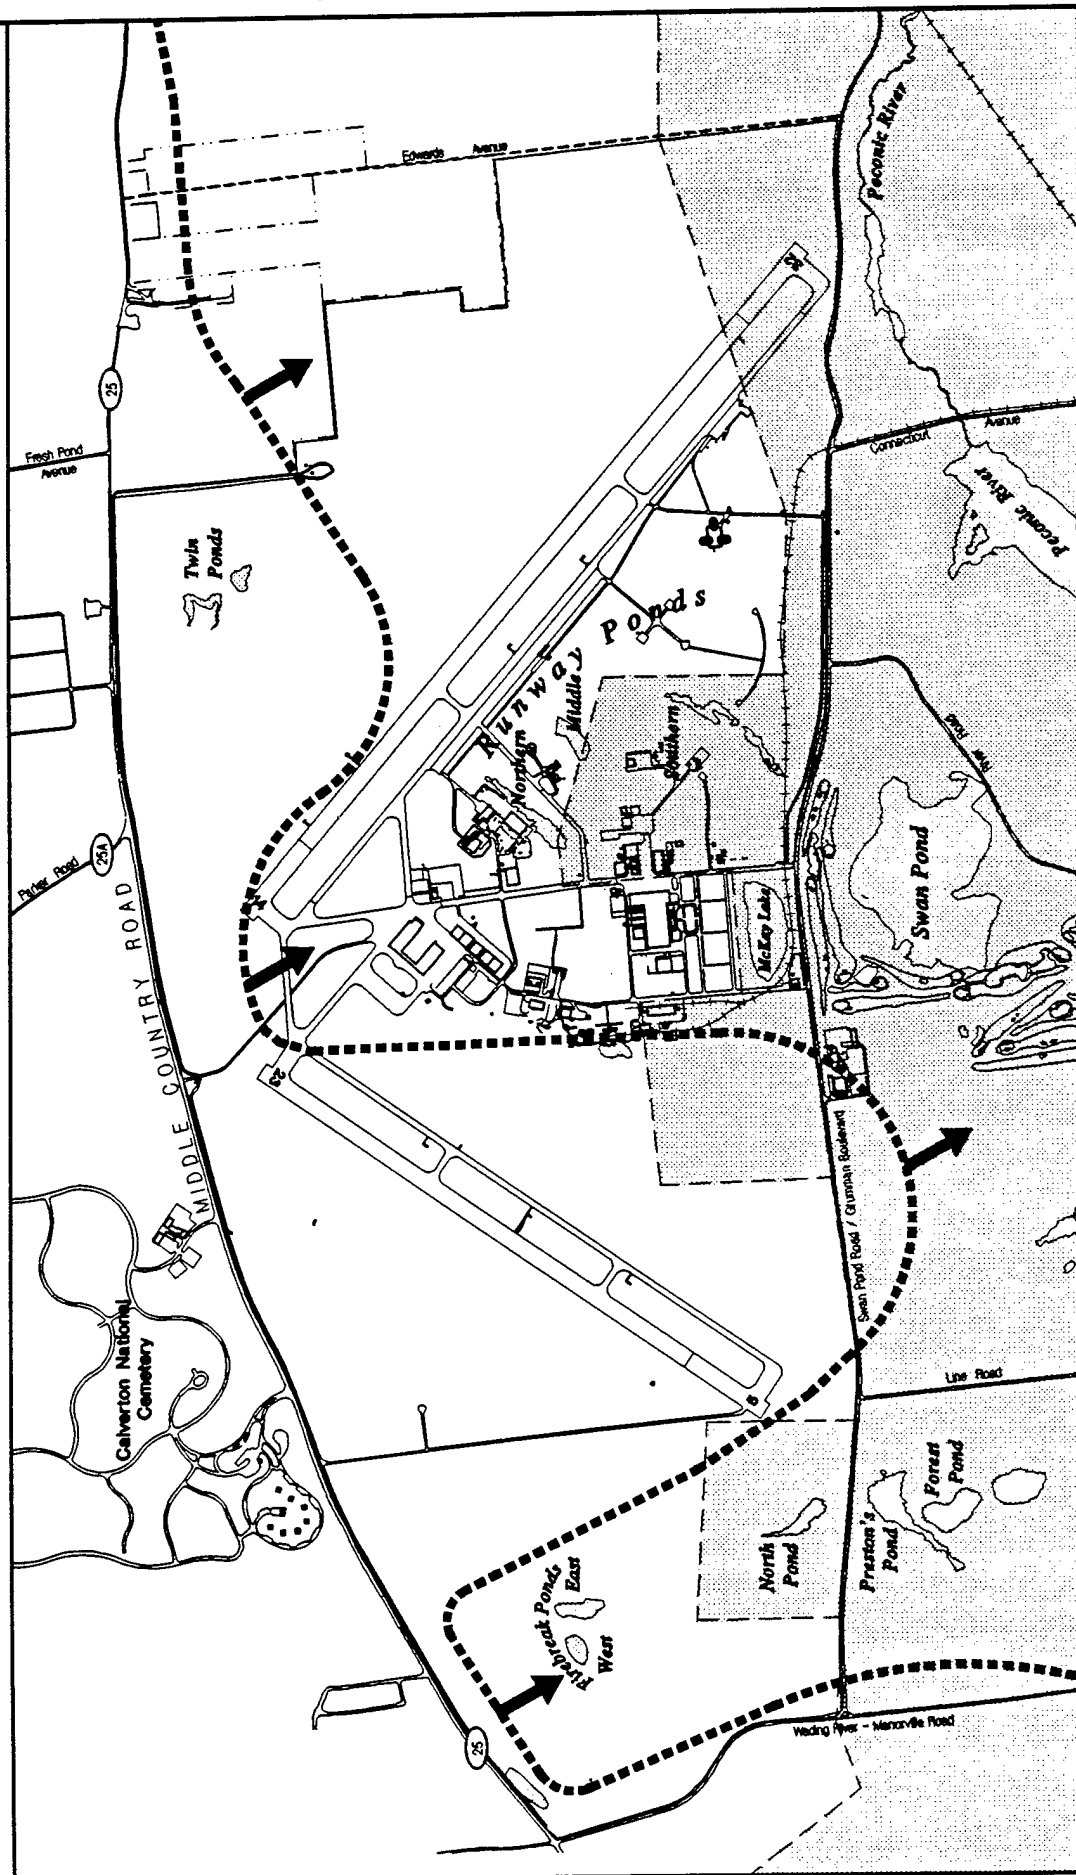 Peconic River
Edwards Avenue
25
Fresh Pond
Avenue
Connecticut Avenue
Peconic River
Twin
Ponds
Runway Ponds
Middle
Northern
Southern
River Road
Parker Road
25A
McKay Lake
Swan Pond
MIDDLE COUNTRY ROAD
23
Swan Pond Road / Grumman Boulevard
Calverton National
Cemetery
5
Line Road
Forest
Pond
Preston's
Pond
North
Pond
Firebreak Ponds
East
West
25
Wading River - Manorville Road